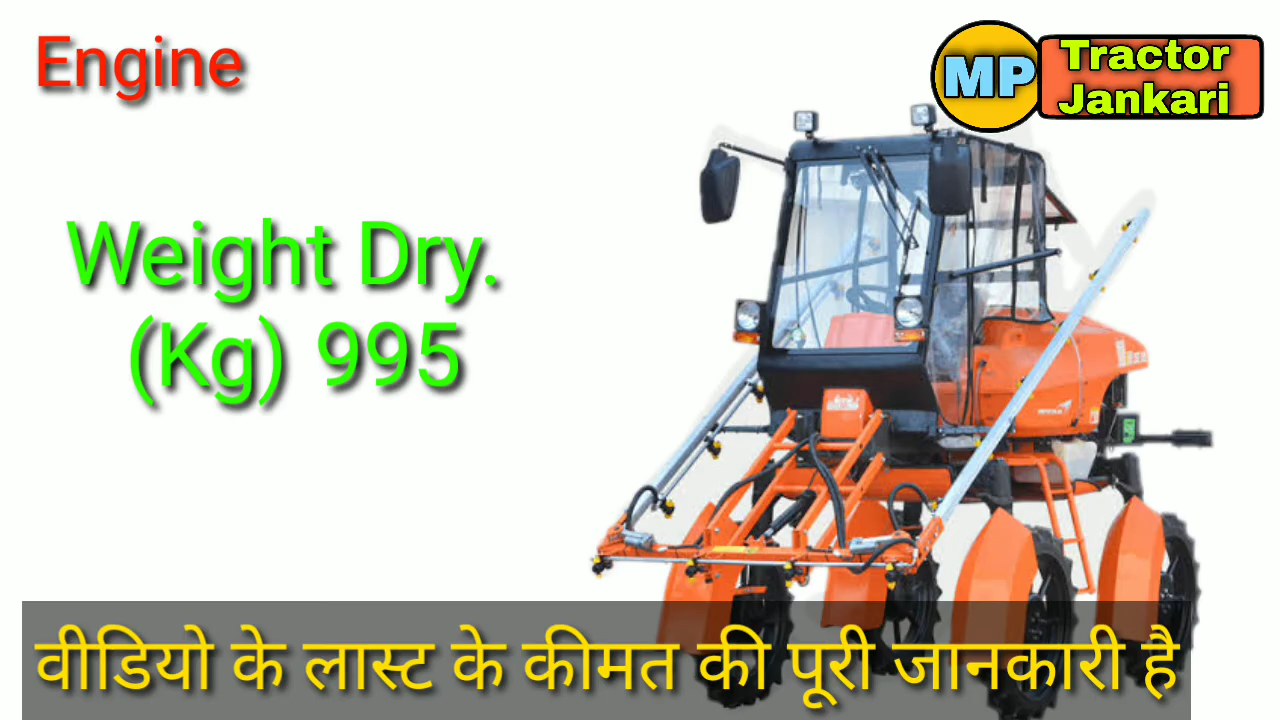 Engine
MP
Tractor
Jankari
Weight Dry.
(Kg) 995
वीडियो के लास्ट के कीमत की पूरी जानकारी है